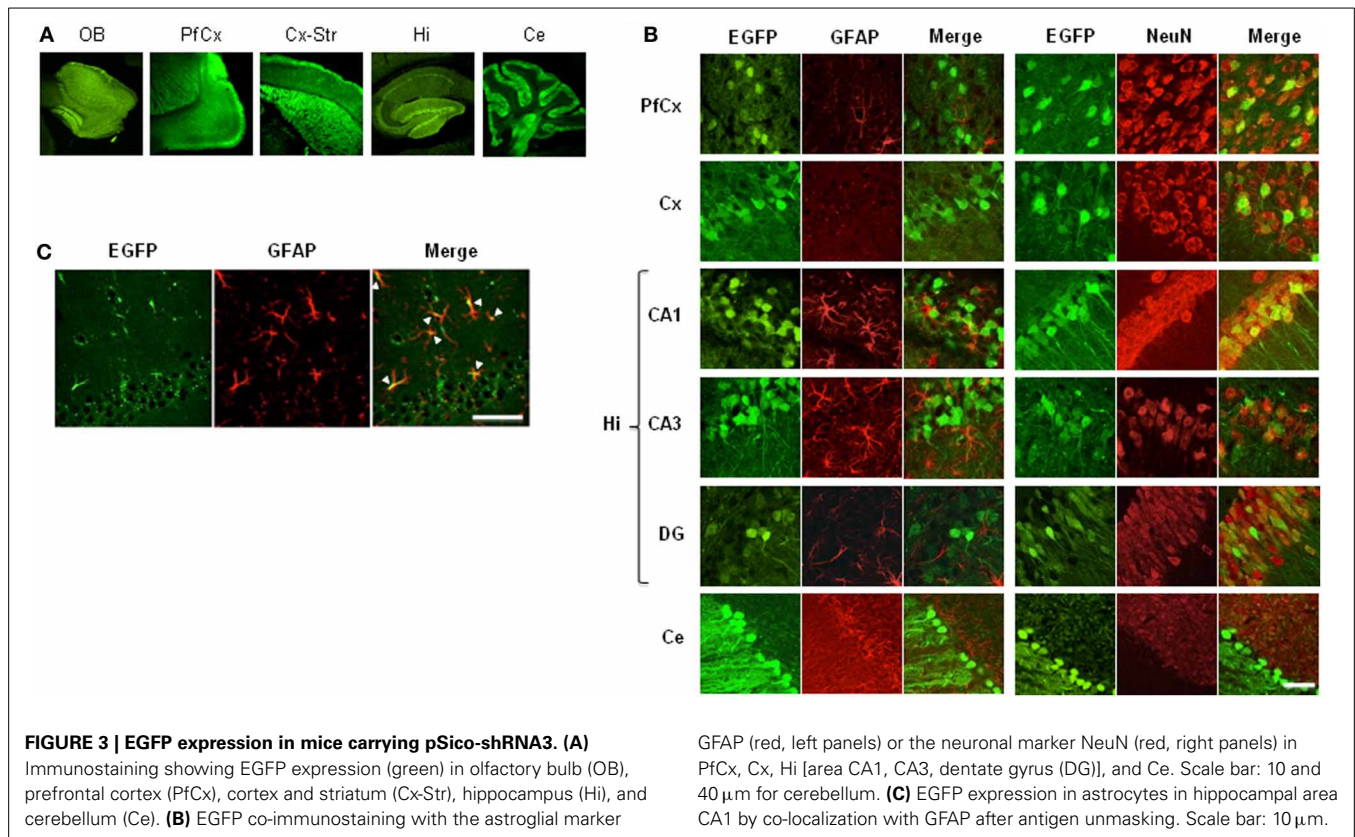 A
OB PfCx Cx-Str Hi Ce
B
EGFP GFAP Merge EGFP NeuN Merge
PfCx
Cx
CA1
Hi
CA3
DG
Ce
C
EGFP GFAP Merge
FIGURE 3 | EGFP expression in mice carrying pSico-shRNA3. (A)
Immunostaining showing EGFP expression (green) in olfactory bulb (OB),
prefrontal cortex (PfCx), cortex and striatum (Cx-Str), hippocampus (Hi), and
cerebellum (Ce). (B) EGFP co-immunostaining with the astroglial marker
GFAP (red, left panels) or the neuronal marker NeuN (red, right panels) in
PfCx, Cx, Hi [area CA1, CA3, dentate gyrus (DG)], and Ce. Scale bar: 10 and
40 μm for cerebellum. (C) EGFP expression in astrocytes in hippocampal area
CA1 by co-localization with GFAP after antigen unmasking. Scale bar: 10 μm.